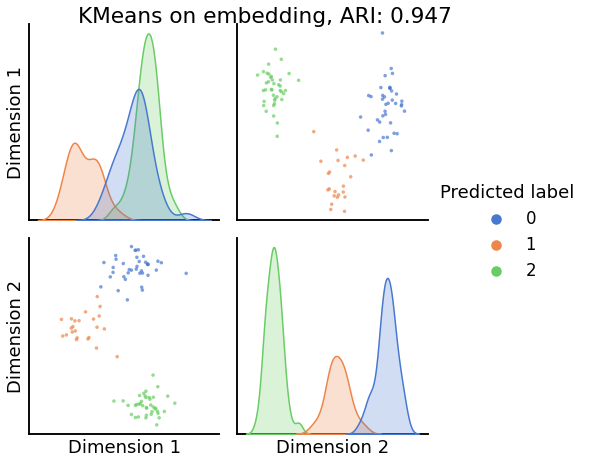 KMeans on embedding, ARI: 0.947
Dimension 1
Predicted label
0
1
2
Dimension 2
Dimension 1
Dimension 2